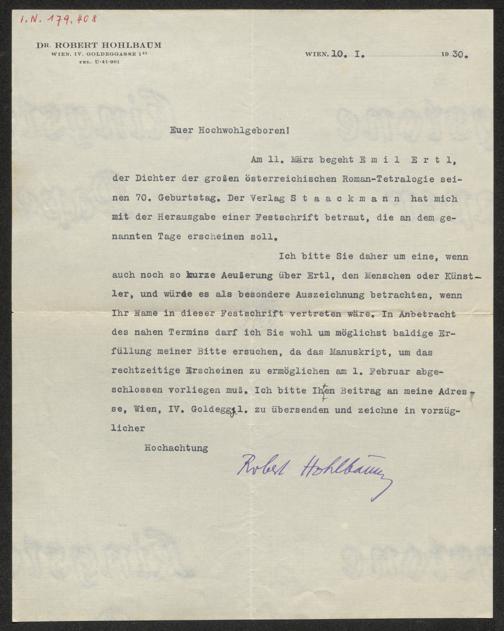 I.N. 179.408
DR. ROBERT HOHLBAUM
WIEN, IV. GOLDEGGASSE 1
TEL. U-41-901
WIEN, 10. I. 1930.
Euer Hochwohlgeboren!
Am 11. März begeht E m i l  E r t l,
der Dichter der großen österreichischen Roman-Tetralogie sei-
nen 70. Geburtstag. Der Verlag S t a a c k m a n n hat mich
mit der Herausgabe einer Festschrift betraut, die an dem ge-
nannten Tage erscheinen soll.
Ich bitte Sie daher um eine, wenn
auch noch so kurze Aeußerung über Ertl, den Menschen oder Künst-
ler, und würde es als besondere Auszeichnung betrachten, wenn
Ihr Name in dieser Festschrift vertreten wäre. In Anbetracht
des nahen Termins darf ich Sie wohl um möglichst baldige Er-
füllung meiner Bitte ersuchen, da das Manuskript, um das
rechtzeitige Erscheinen zu ermöglichen am 1. Februar abge-
schlossen vorliegen muß. Ich bitte Ihren Beitrag an meine Adres-
se, Wien, IV. Goldeggg.1. zu übersenden und zeichne in vorzüg-
licher
Hochachtung
Robert Hohlbaum